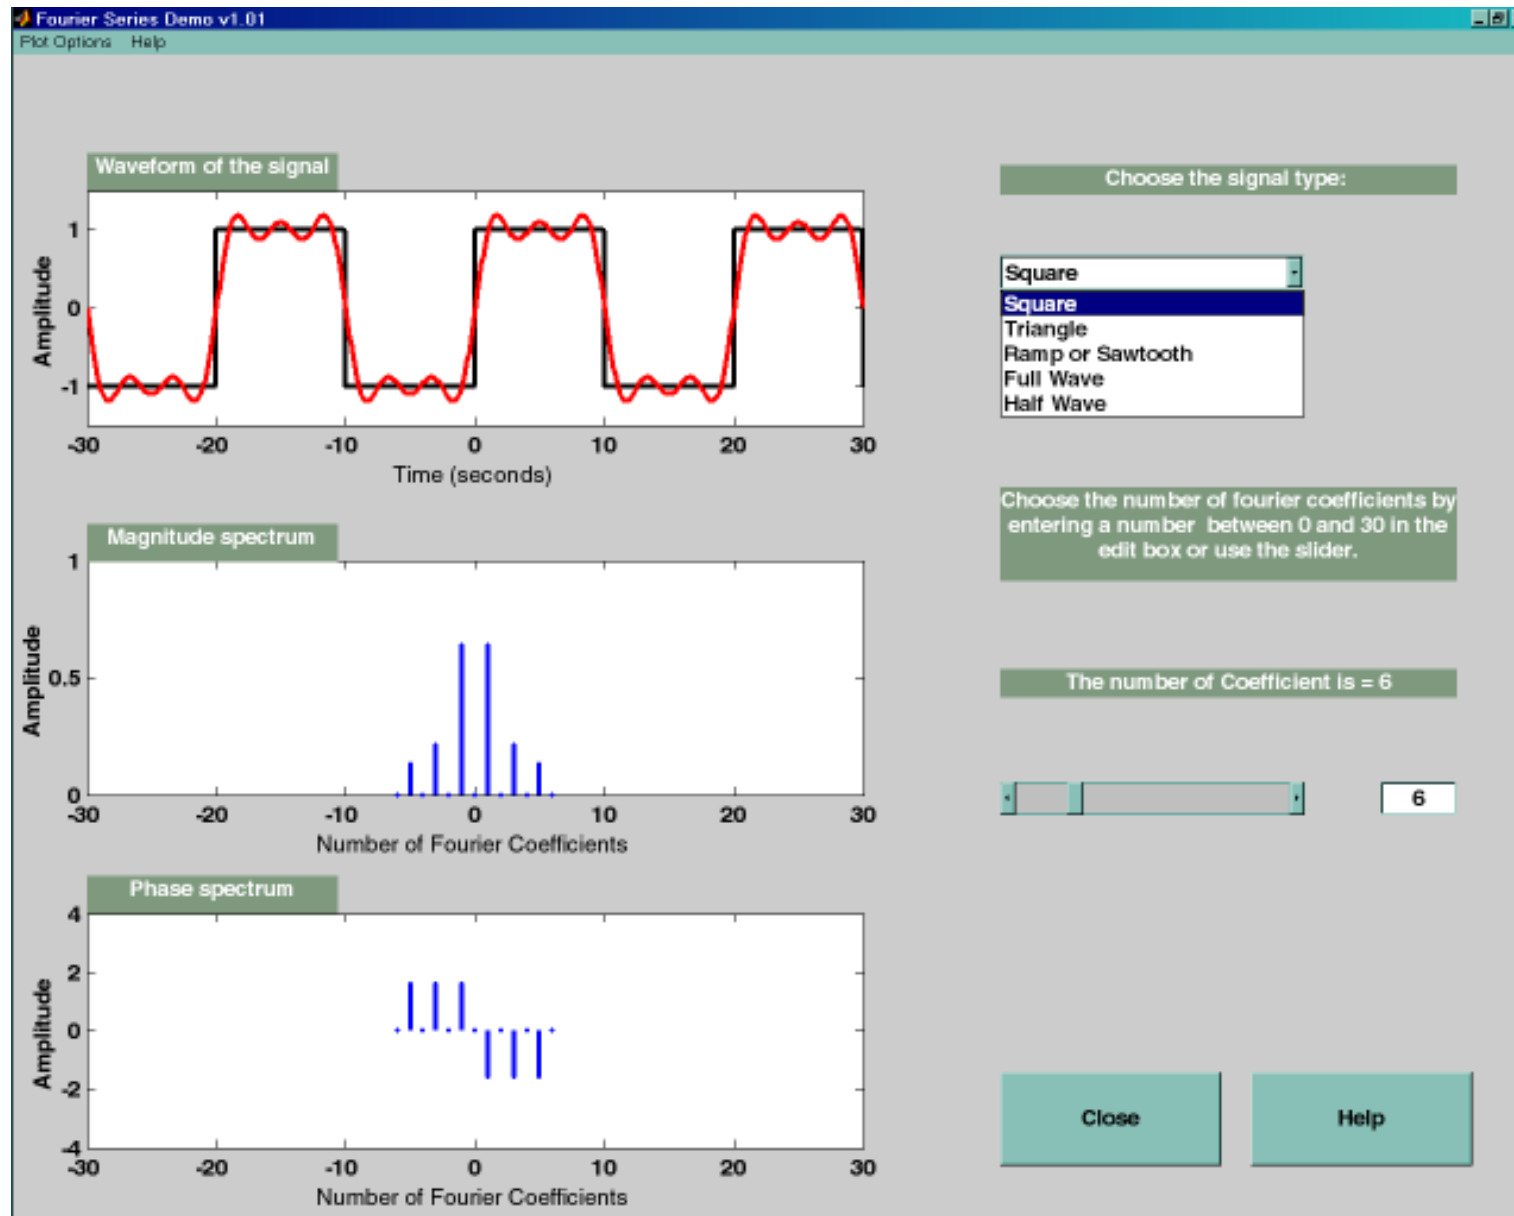 Fourier Series Demo v1.01
Plot Options Help
Waveform of the signal
Amplitude
1
0
-1
-30 -20 -10 0 10 20 30
Time (seconds)
Magnitude spectrum
Amplitude
1
0.5
0
-30 -20 -10 0 10 20 30
Number of Fourier Coefficients
Phase spectrum
Amplitude
4
2
0
-2
-4
-30 -20 -10 0 10 20 30
Number of Fourier Coefficients
Choose the signal type:
Square
Square
Triangle
Ramp or Sawtooth
Full Wave
Half Wave
Choose the number of fourier coefficients by
entering a number between 0 and 30 in the
edit box or use the slider.
The number of Coefficient is = 6
6
Close Help